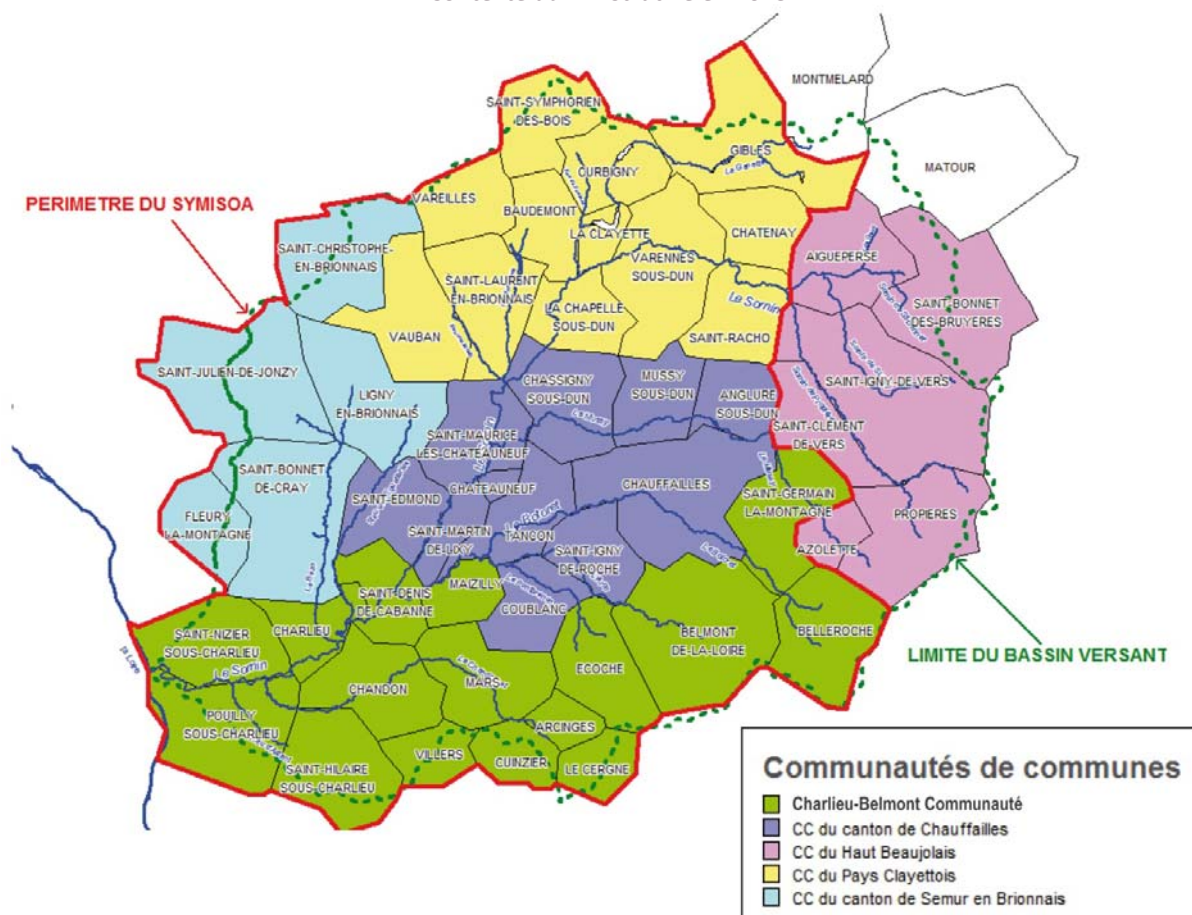 MONTMELARD
SAINT-SYMPHORIEN
DES-BOIS
GIBLES
CURBIGNY
MATOUR
PERIMETRE DU SYMISOA
VAREILLES
BAUDEMONT
LA CLAYETTE
CHATENAY
SAINT-CHRISTOPHE-
EN-BRIONNAIS
VARENNES
SOUS-DUN
AIGUEPERSE
SAINT-LAURENT
EN-BRIONNAIS
LA CHAPELLE
SOUS-DUN
Le Sornin
SAINT-BONNET
DES-BRUYERES
VAUBAN
SAINT-RACHO
SAINT-JULIEN-DE-JONZY
CHASSIGNY
SOUS-DUN
MUSSY
SOUS-DUN
ANGLURE
SOUS-DUN
SAINT-IGNY-DE-VERS
LIGNY
EN-BRIONNAIS
SAINT-MAURICE
LES-CHATEAUNEUF
SAINT-CLEMENT
DE-VERS
SAINT-BONNET
DE-CRAY
SAINT-EDMOND
CHATEAUNEUF
CHAUFFAILLES
SAINT-GERMAIN
LA-MONTAGNE
FLEURY
LA-MONTAGNE
SAINT-MARTIN
DE-LIXY
TANCON
SAINT-IGNY
DE-ROCHE
PROPIERES
AZOLETTE
SAINT-DENIS
DE-CABANNE
MAIZILLY
COUBLANC
SAINT-NIZIER
SOUS-CHARLIEU
CHARLIEU
BELMONT
DE-LA-LOIRE
BELLEROCHE
LIMITE DU BASSIN VERSANT
Le Sornin
ECOCHE
CHANDON
MARS
POUILLY
SOUS-CHARLIEU
ARCINGES
VILLERS
CUINZIER
LE CERGNE
SAINT-HILAIRE
SOUS-CHARLIEU
Communautés de communes
Charlieu-Belmont Communauté
CC du canton de Chauffailles
CC du Haut Beaujolais
CC du Pays Clayettois
CC du canton de Semur en Brionnais